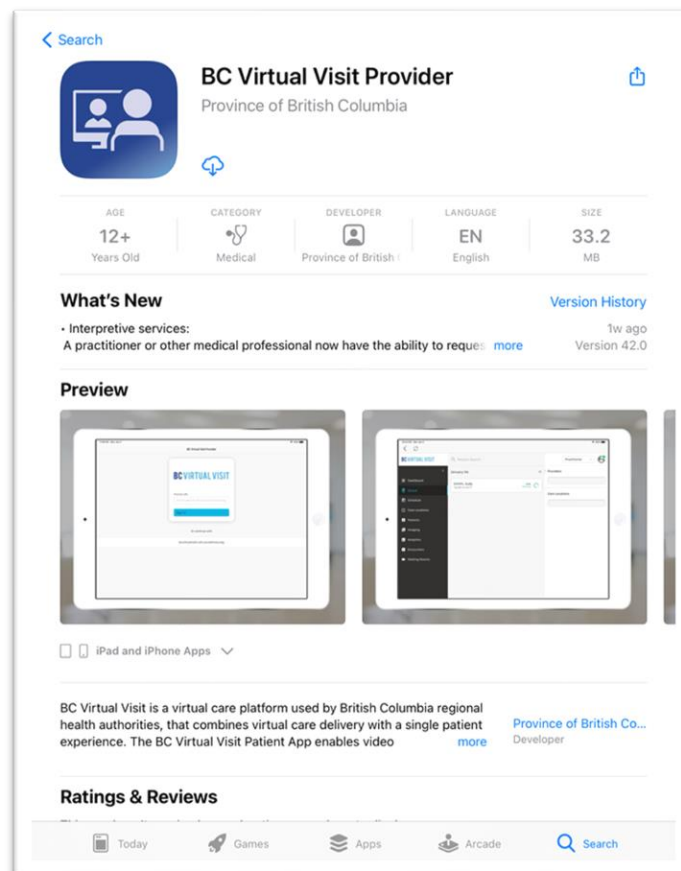 Search
BC Virtual Visit Provider
Province of British Columbia
AGE
12+
Years Old
CATEGORY
Medical
DEVELOPER
Province of British
LANGUAGE
EN
English
SIZE
33.2
MB
What's New
Version History
• Interpretive services:
A practitioner or other medical professional now have the ability to reques more
1w ago
Version 42.0
Preview
BC VIRTUAL VISIT
BC VIRTUAL VISIT
Dashboard
iPad and iPhone Apps
BC Virtual Visit is a virtual care platform used by British Columbia regional
health authorities, that combines virtual care delivery with a single patient
experience. The BC Virtual Visit Patient App enables video more
Province of British Co...
Developer
Ratings & Reviews
Today
Games
Apps
Arcade
Search